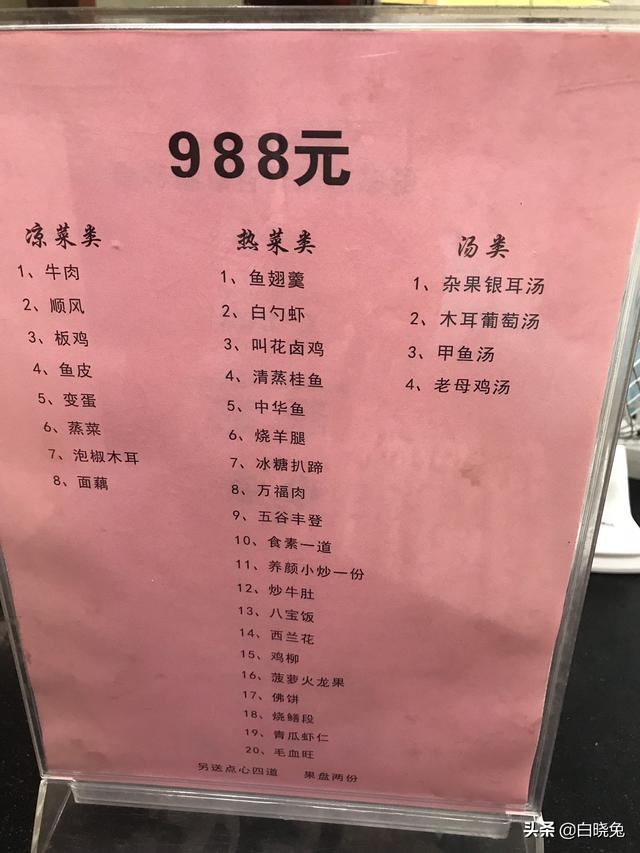 988元
凉菜类
1、牛肉
2、顺风
3、板鸡
4、鱼皮
5、变蛋
6、蒸菜
7、泡椒木耳
8、面藕
热菜类
1、鱼翅羹
2、白勺虾
3、叫花卤鸡
4、清蒸桂鱼
5、中华鱼
6、烧羊腿
7、冰糖扒蹄
8、万福肉
9、五谷丰登
10、食素一道
11、养颜小炒一份
12、炒牛肚
13、八宝饭
14、西兰花
15、鸡柳
16、菠萝火龙果
17、佛饼
18、烧鳝段
19、青瓜虾仁
20、毛血旺
汤类
1、杂果银耳汤
2、木耳葡萄汤
3、甲鱼汤
4、老母鸡汤
另送点心四道 果盘两份
头条 @白晓兔